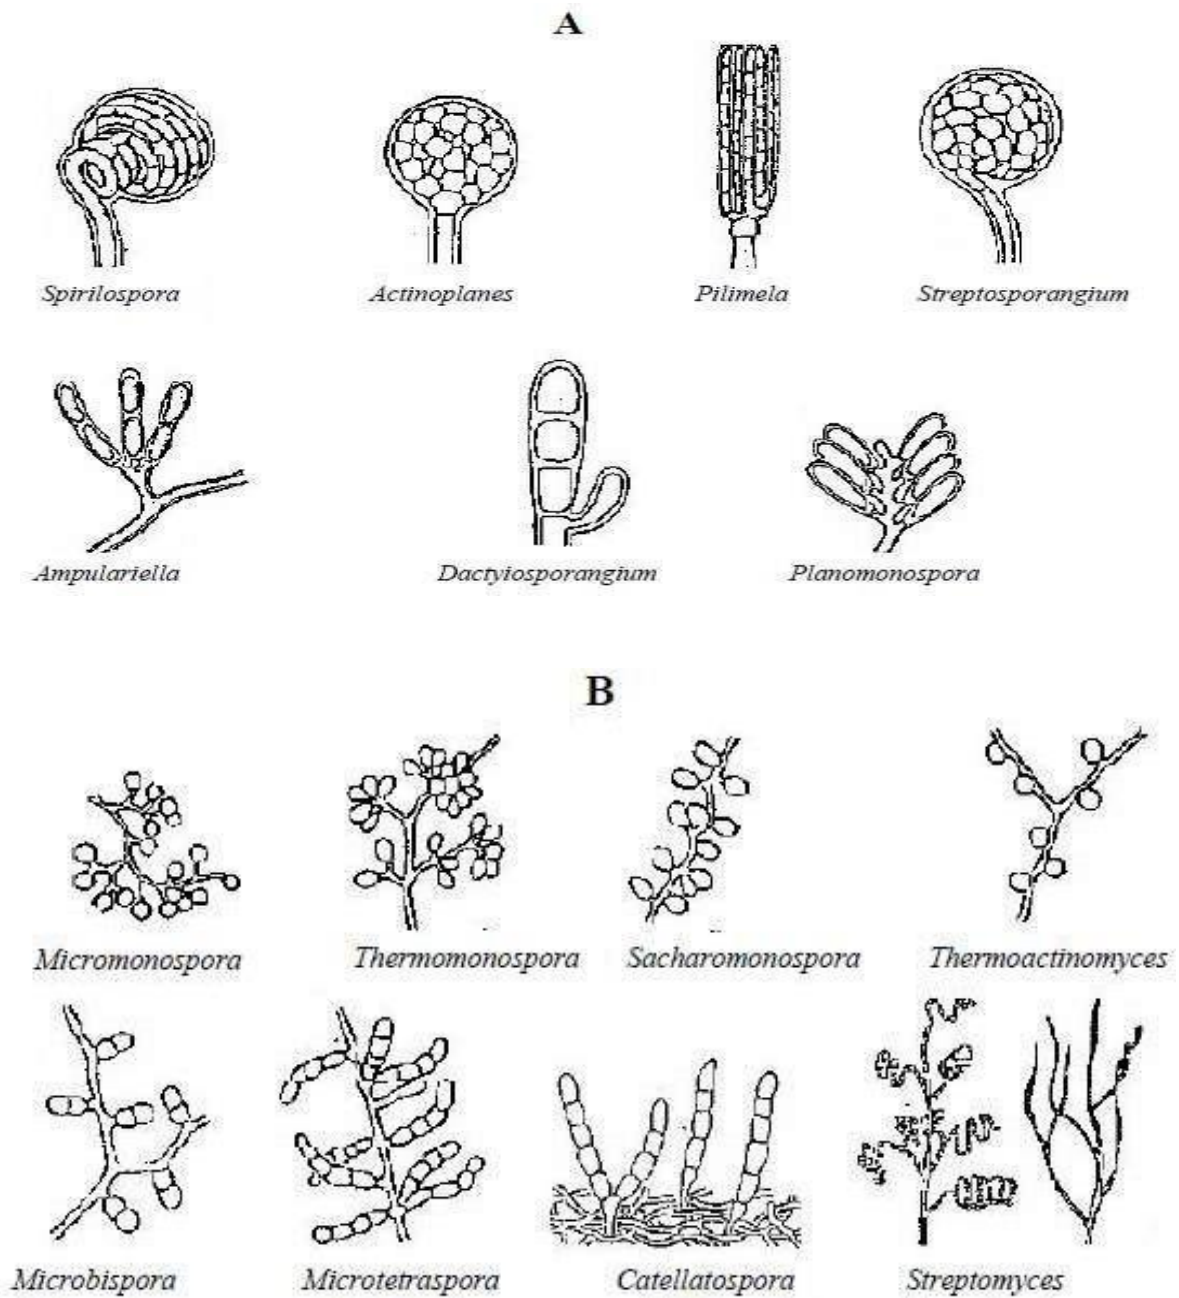 A
Spirilospora Actinoplanes Pilimela Streptosporangium
Ampulariella Dactyiosporangium Planomonospora
B
Micromonospora Thermomonospora Sacharomonospora Thermoactinomyces
Microbispora Microtetraspora Catellatospora Streptomyces